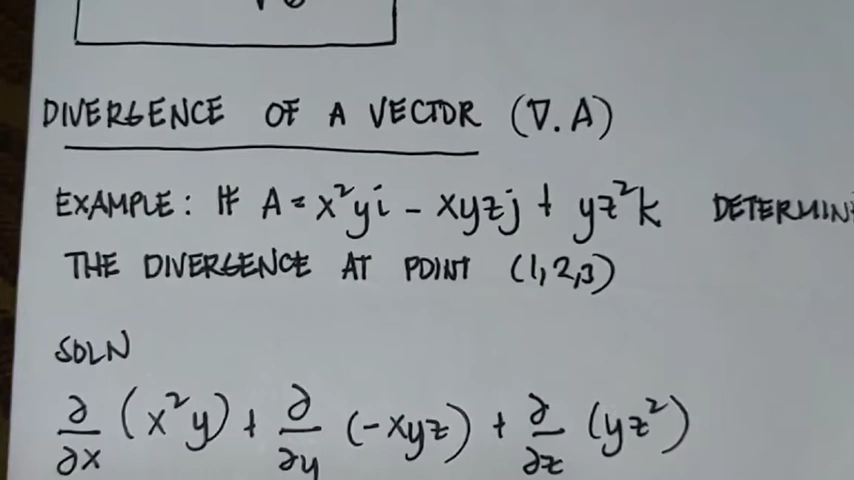 DIVERGENCE OF A VECTOR (∇. A)
EXAMPLE: If A = x²yi - xyzj + yz²k DETERMINE
THE DIVERGENCE AT POINT (1,2,3)
SOLN
∂/∂x (x²y) + ∂/∂y (-xyz) + ∂/∂z (yz²)